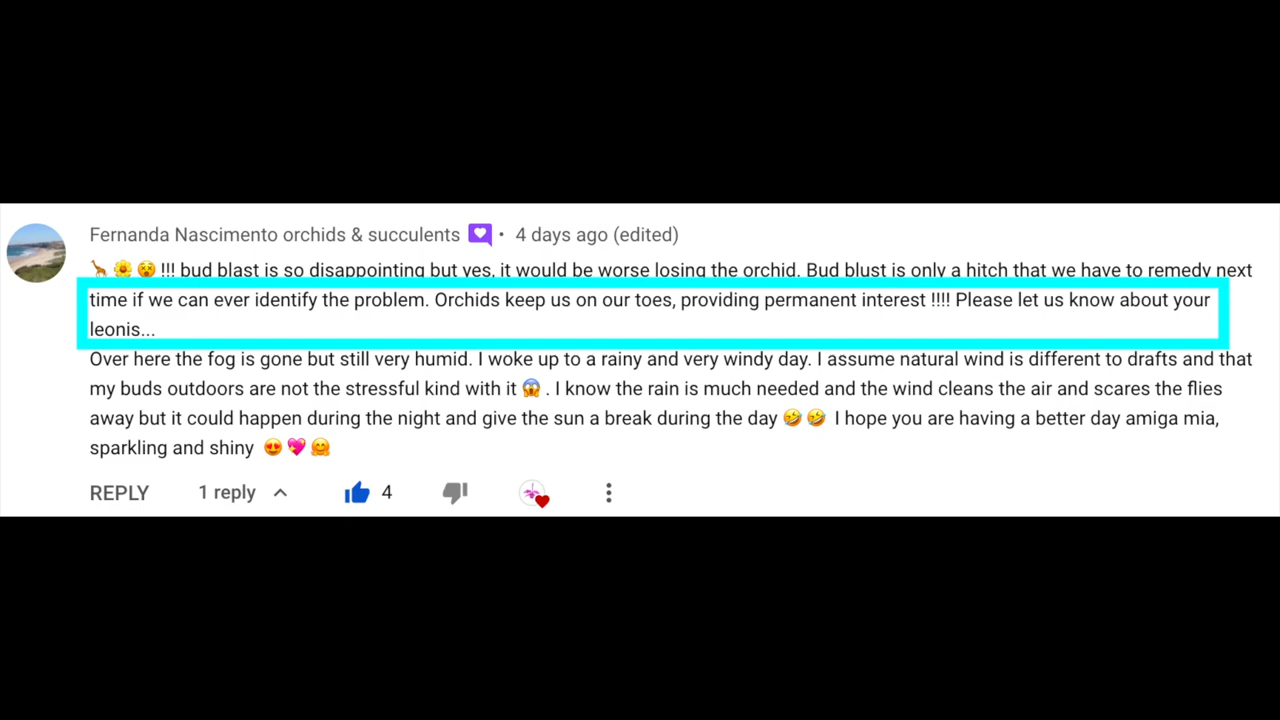 Fernanda Nascimento orchids & succulents • 4 days ago (edited)
🦒 🌼 😵 !!! bud blast is so disappointing but yes, it would be worse losing the orchid. Bud blust is only a hitch that we have to remedy next
time if we can ever identify the problem. Orchids keep us on our toes, providing permanent interest !!!! Please let us know about your
leonis...
Over here the fog is gone but still very humid. I woke up to a rainy and very windy day. I assume natural wind is different to drafts and that
my buds outdoors are not the stressful kind with it 😱 . I know the rain is much needed and the wind cleans the air and scares the flies
away but it could happen during the night and give the sun a break during the day 🤣 🤣 I hope you are having a better day amiga mia,
sparkling and shiny 😍 💖 🤗
REPLY 1 reply 4